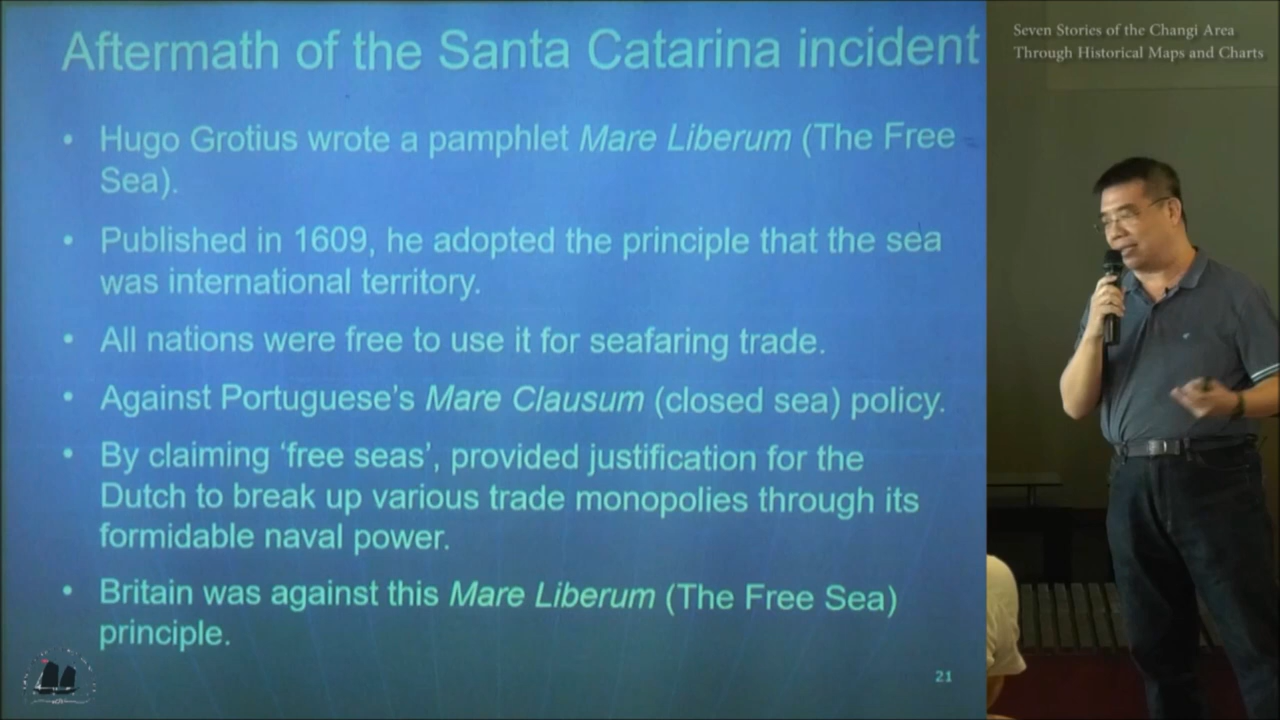 Aftermath of the Santa Catarina incident
• Hugo Grotius wrote a pamphlet Mare Liberum (The Free
Sea).
• Published in 1609, he adopted the principle that the sea
was international territory.
• All nations were free to use it for seafaring trade.
• Against Portuguese's Mare Clausum (closed sea) policy.
• By claiming 'free seas', provided justification for the
Dutch to break up various trade monopolies through its
formidable naval power.
• Britain was against this Mare Liberum (The Free Sea)
principle.
21
Seven Stories of the Changi Area
Through Historical Maps and Charts